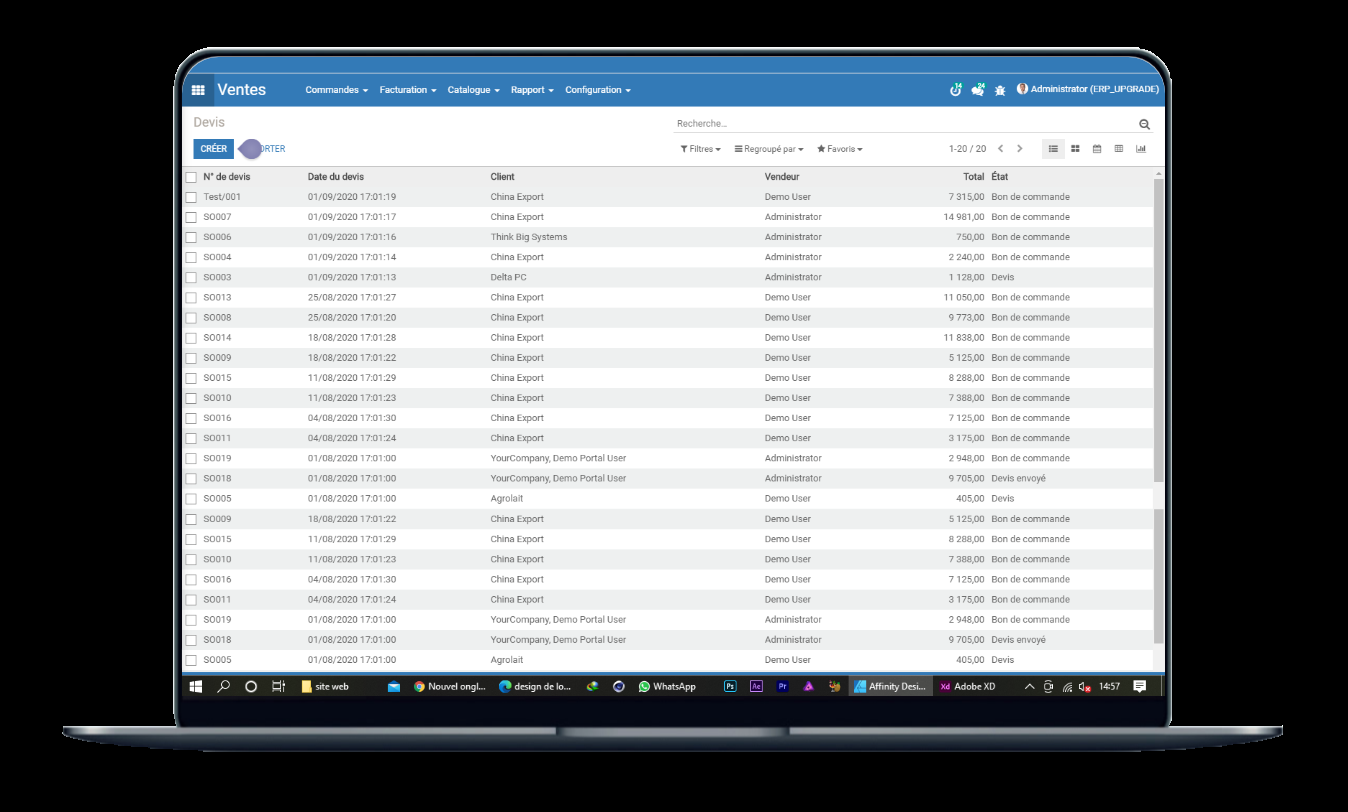 Ventes Commandes Facturation Catalogue Rapport Configuration 14 24 Administrator (ERP_UPGRADE)
Devis
Recherche...
CRÉER ORTER Filtres Regroupé par Favoris 1-20 / 20
N° de devis Date du devis Client Vendeur Total État
Test/001 01/09/2020 17:01:19 China Export Demo User 7 315,00 Bon de commande
SO007 01/09/2020 17:01:17 China Export Administrator 14 981,00 Bon de commande
SO006 01/09/2020 17:01:16 Think Big Systems Administrator 750,00 Bon de commande
SO004 01/09/2020 17:01:14 China Export Administrator 2 240,00 Bon de commande
SO003 01/09/2020 17:01:13 Delta PC Administrator 1 128,00 Devis
SO013 25/08/2020 17:01:27 China Export Demo User 11 050,00 Bon de commande
SO008 25/08/2020 17:01:20 China Export Demo User 9 773,00 Bon de commande
SO014 18/08/2020 17:01:28 China Export Demo User 11 838,00 Bon de commande
SO009 18/08/2020 17:01:22 China Export Demo User 5 125,00 Bon de commande
SO015 11/08/2020 17:01:29 China Export Demo User 8 288,00 Bon de commande
SO010 11/08/2020 17:01:23 China Export Demo User 7 388,00 Bon de commande
SO016 04/08/2020 17:01:30 China Export Demo User 7 125,00 Bon de commande
SO011 04/08/2020 17:01:24 China Export Demo User 3 175,00 Bon de commande
SO019 01/08/2020 17:01:00 YourCompany, Demo Portal User Administrator 2 948,00 Bon de commande
SO018 01/08/2020 17:01:00 YourCompany, Demo Portal User Administrator 9 705,00 Devis envoyé
SO005 01/08/2020 17:01:00 Agrolait Demo User 405,00 Devis
SO009 18/08/2020 17:01:22 China Export Demo User 5 125,00 Bon de commande
SO015 11/08/2020 17:01:29 China Export Demo User 8 288,00 Bon de commande
SO010 11/08/2020 17:01:23 China Export Demo User 7 388,00 Bon de commande
SO016 04/08/2020 17:01:30 China Export Demo User 7 125,00 Bon de commande
SO011 04/08/2020 17:01:24 China Export Demo User 3 175,00 Bon de commande
SO019 01/08/2020 17:01:00 YourCompany, Demo Portal User Administrator 2 948,00 Bon de commande
SO018 01/08/2020 17:01:00 YourCompany, Demo Portal User Administrator 9 705,00 Devis envoyé
SO005 01/08/2020 17:01:00 Agrolait Demo User 405,00 Devis
site web Nouvel ongl... design de lo... WhatsApp Ps Ae Pr Affinity Desi... Xd Adobe XD 14:57